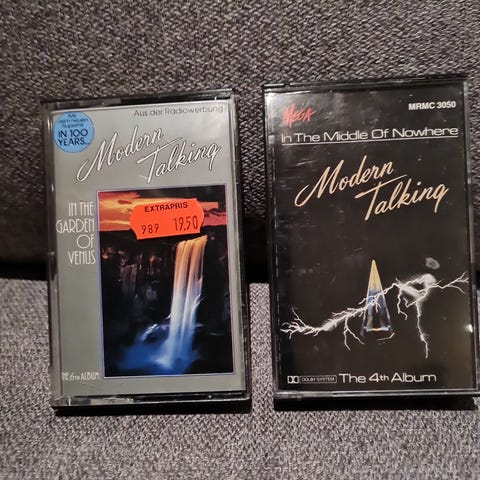 Aus der Radiowerbung
IN 100
YEARS...
Modern
Talking
IN THE
GARDEN
OF
VENUS
EXTRAPRIS
989 19.50
THE 6th ALBUM
MEGA
MRMC 3050
In The Middle Of Nowhere
Modern
Talking
DOLBY SYSTEM
The 4th Album